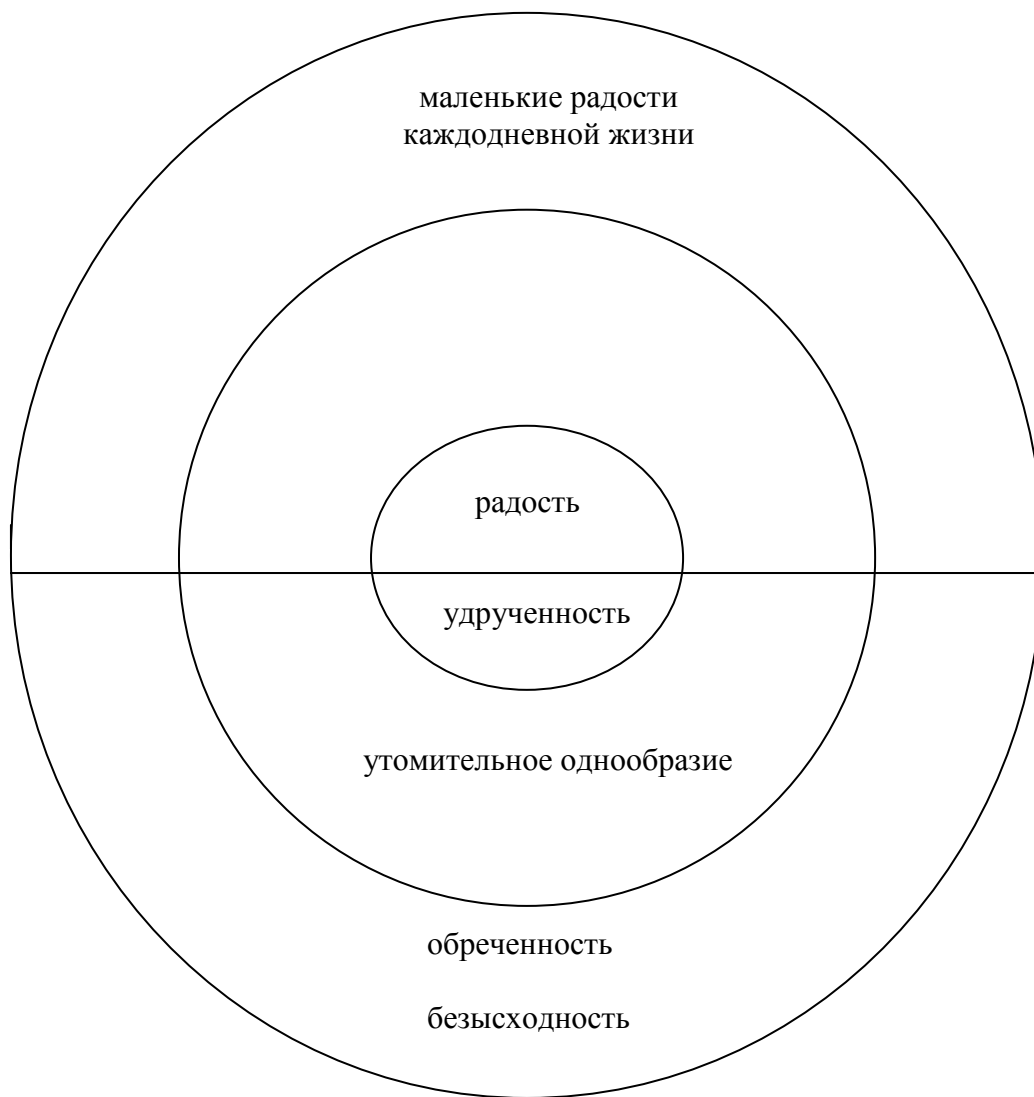 маленькие радости
каждодневной жизни
радость
удрученность
утомительное однообразие
обреченность
безысходность